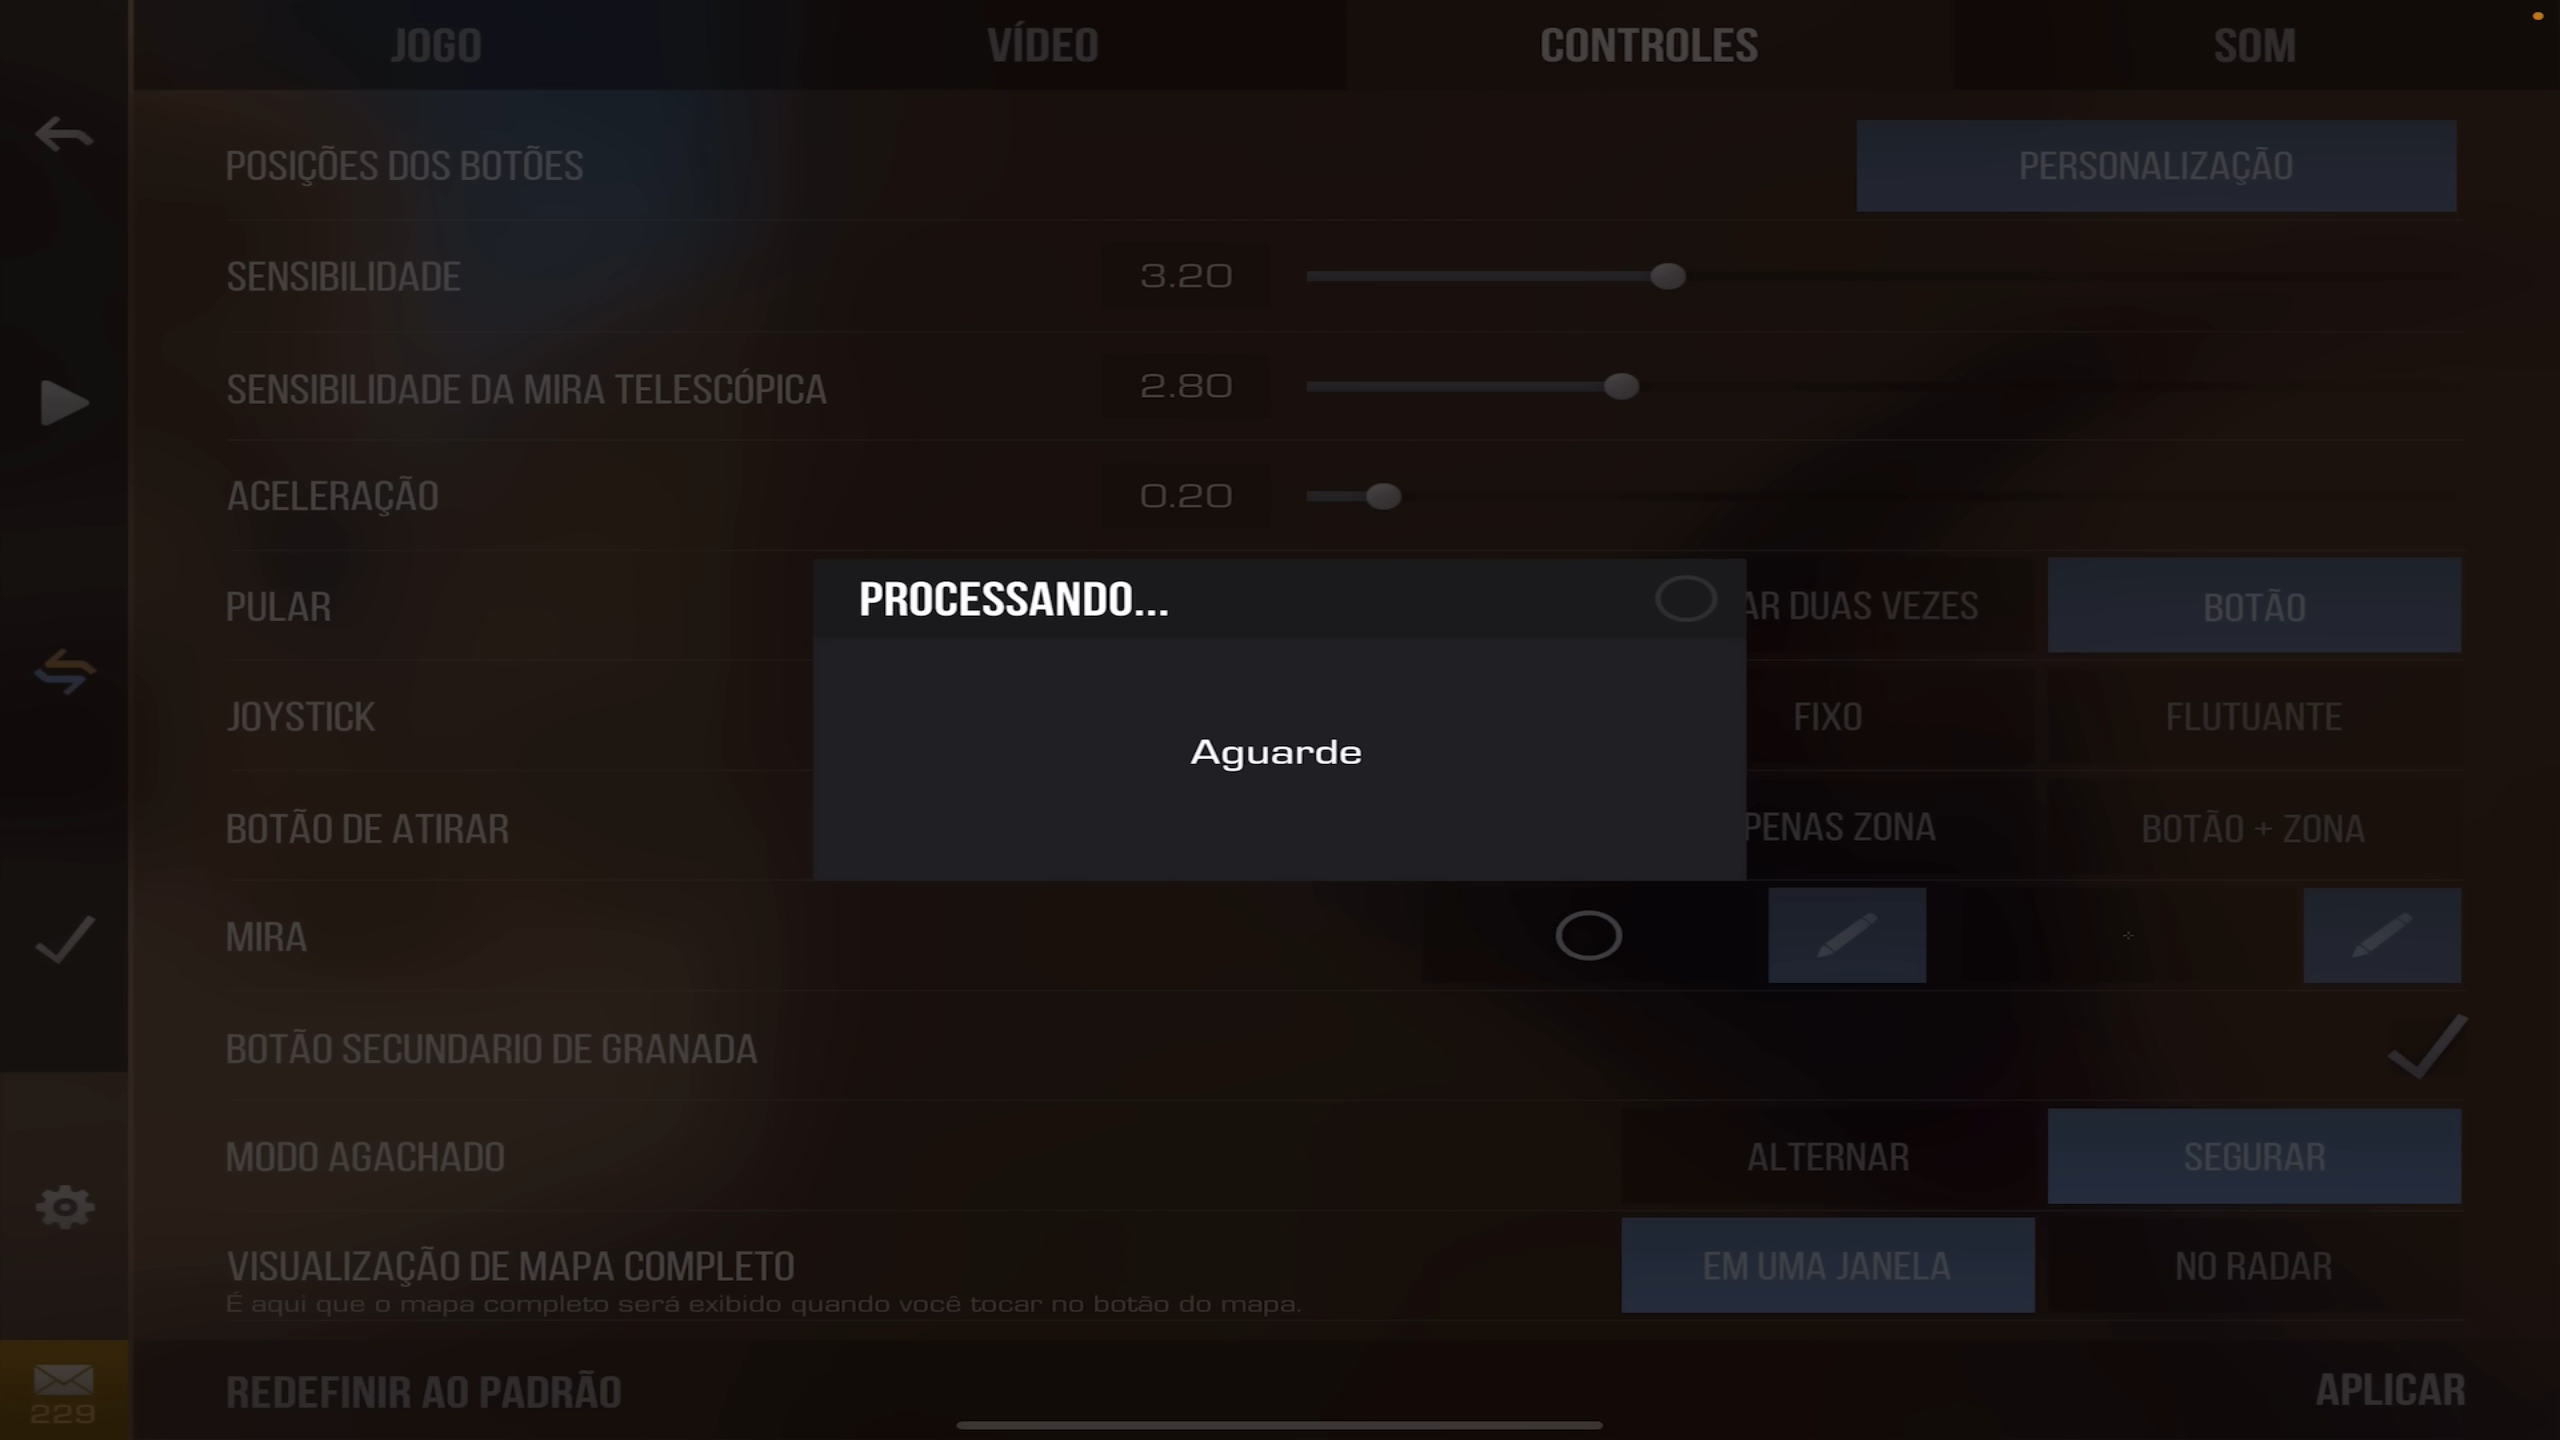 JOGO VÍDEO CONTROLES SOM
POSIÇÕES DOS BOTÕES PERSONALIZAÇÃO
SENSIBILIDADE 3.20
SENSIBILIDADE DA MIRA TELESCÓPICA 2.80
ACELERAÇÃO 0.20
PROCESSANDO...
Aguarde
PULAR AR DUAS VEZES BOTÃO
JOYSTICK FIXO FLUTUANTE
BOTÃO DE ATIRAR PENAS ZONA BOTÃO + ZONA
MIRA
BOTÃO SECUNDARIO DE GRANADA
MODO AGACHADO ALTERNAR SEGURAR
VISUALIZAÇÃO DE MAPA COMPLETO EM UMA JANELA NO RADAR
É aqui que o mapa completo será exibido quando você tocar no botão do mapa.
229 REDEFINIR AO PADRÃO APLICAR